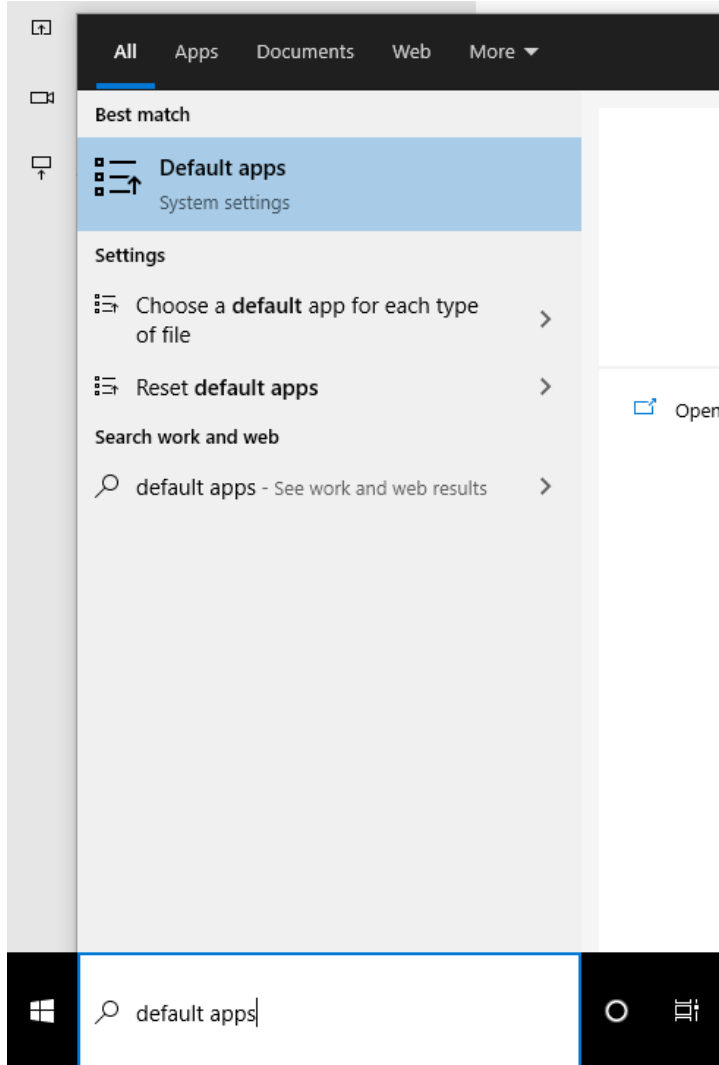 All Apps Documents Web More
Best match
Default apps
System settings
Settings
Choose a default app for each type
of file
Reset default apps
Open
Search work and web
default apps - See work and web results
default apps